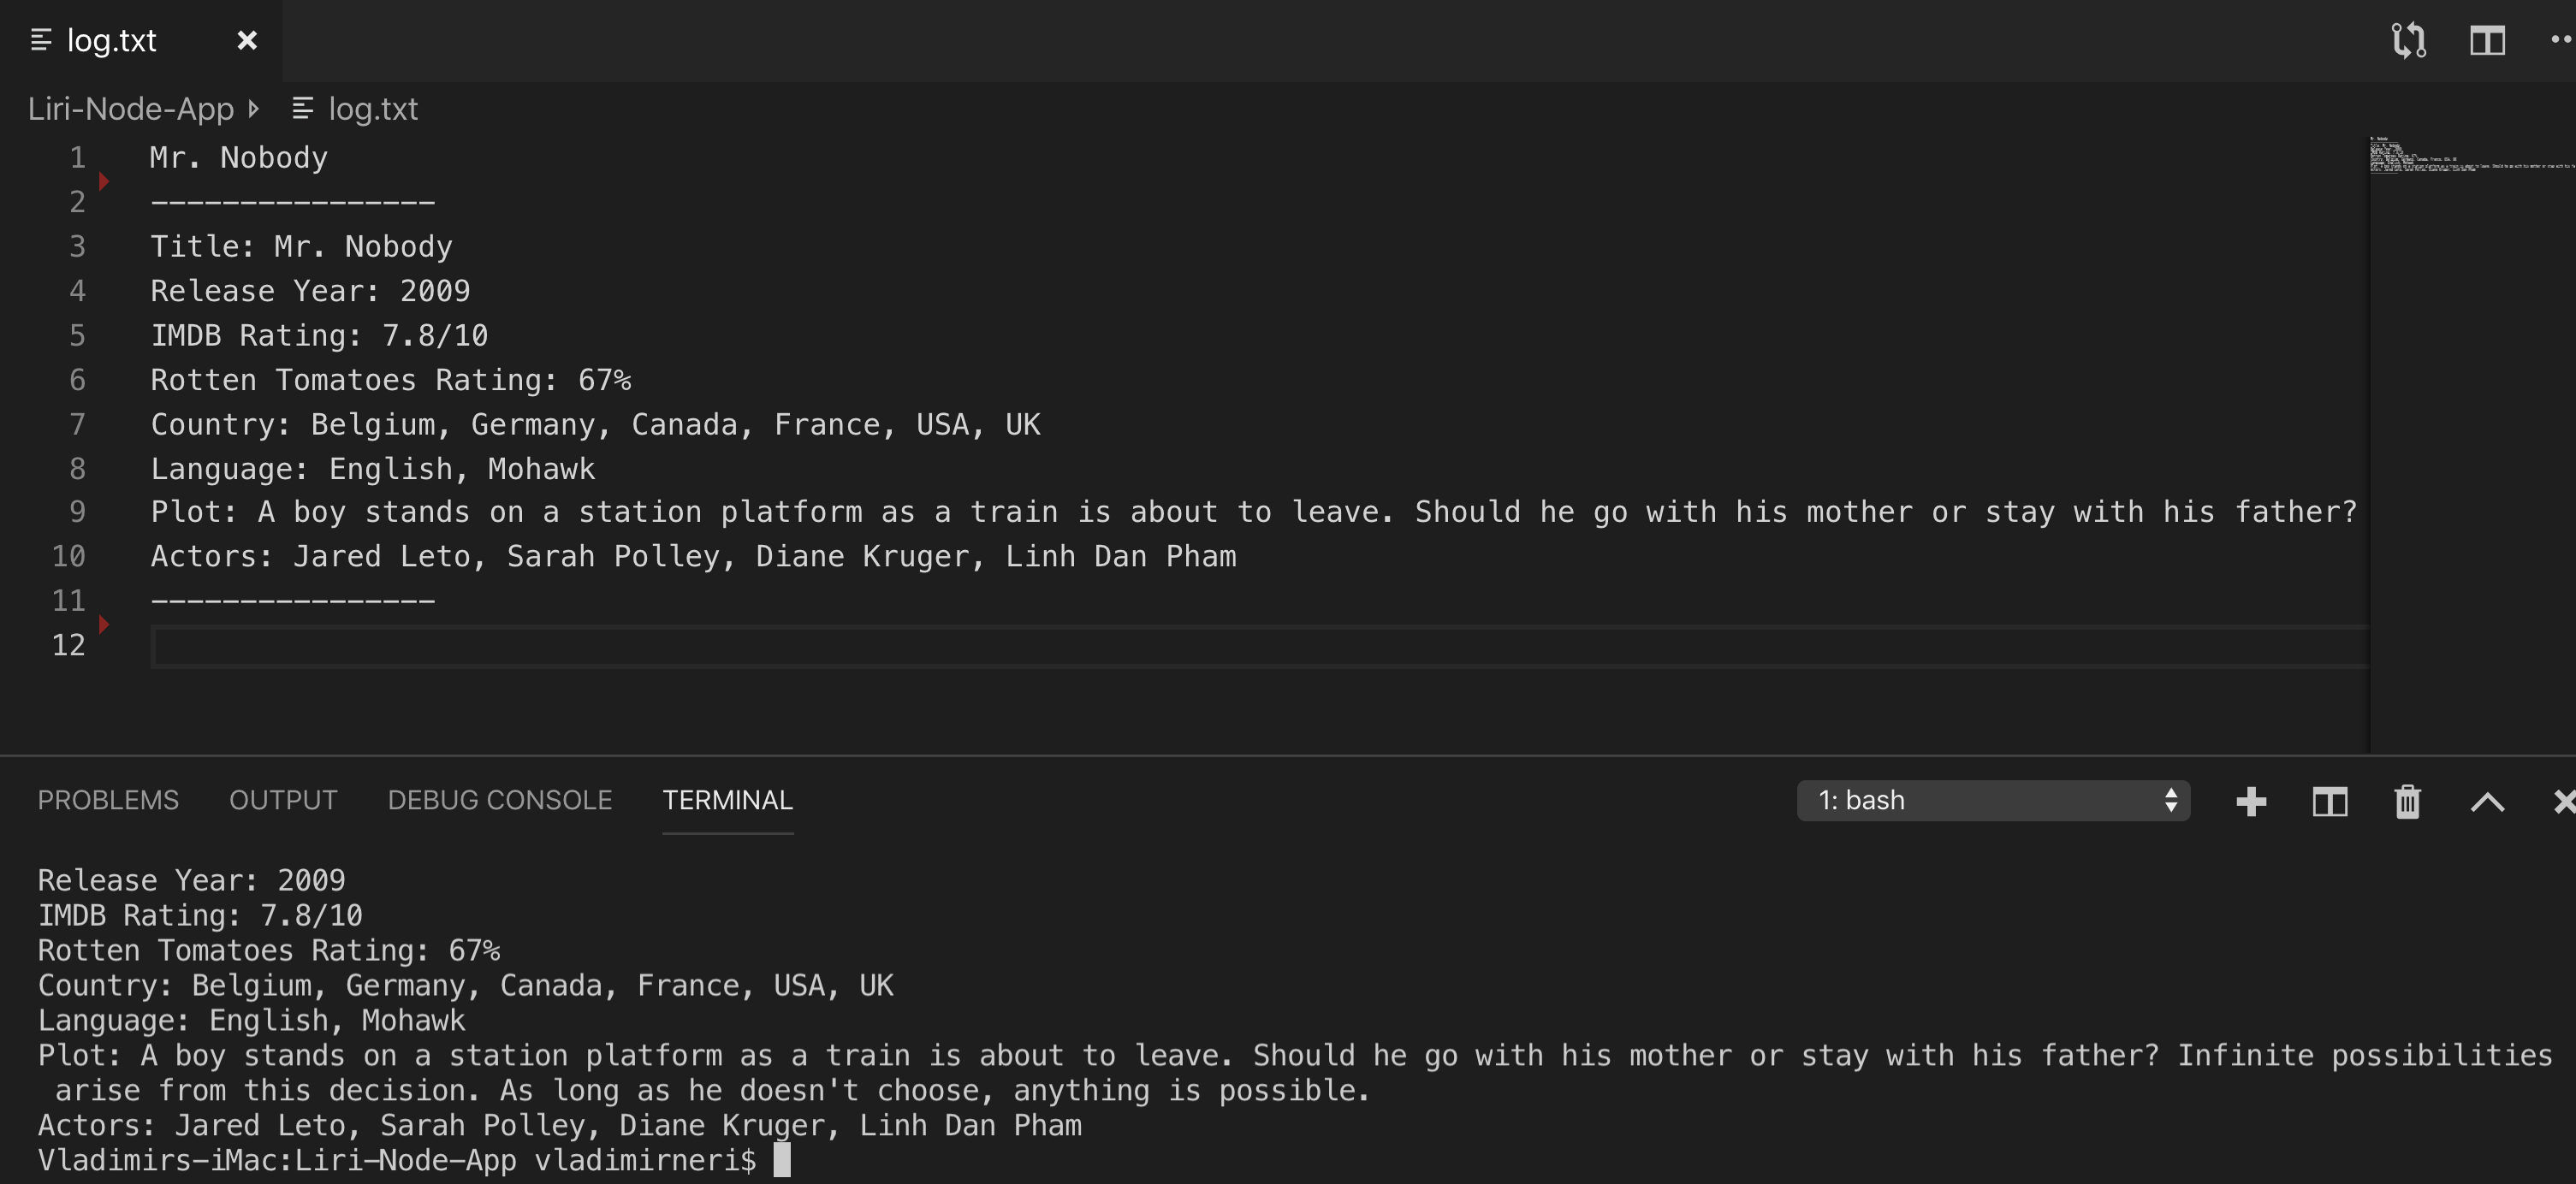 log.txt
Liri-Node-App log.txt
1 Mr. Nobody
2 ----------------
3 Title: Mr. Nobody
4 Release Year: 2009
5 IMDB Rating: 7.8/10
6 Rotten Tomatoes Rating: 67%
7 Country: Belgium, Germany, Canada, France, USA, UK
8 Language: English, Mohawk
9 Plot: A boy stands on a station platform as a train is about to leave. Should he go with his mother or stay with his father?
10 Actors: Jared Leto, Sarah Polley, Diane Kruger, Linh Dan Pham
11 ----------------
12
PROBLEMS OUTPUT DEBUG CONSOLE TERMINAL 1: bash
Release Year: 2009
IMDB Rating: 7.8/10
Rotten Tomatoes Rating: 67%
Country: Belgium, Germany, Canada, France, USA, UK
Language: English, Mohawk
Plot: A boy stands on a station platform as a train is about to leave. Should he go with his mother or stay with his father? Infinite possibilities
arise from this decision. As long as he doesn't choose, anything is possible.
Actors: Jared Leto, Sarah Polley, Diane Kruger, Linh Dan Pham
Vladimirs-iMac:Liri-Node-App vladimirneri$